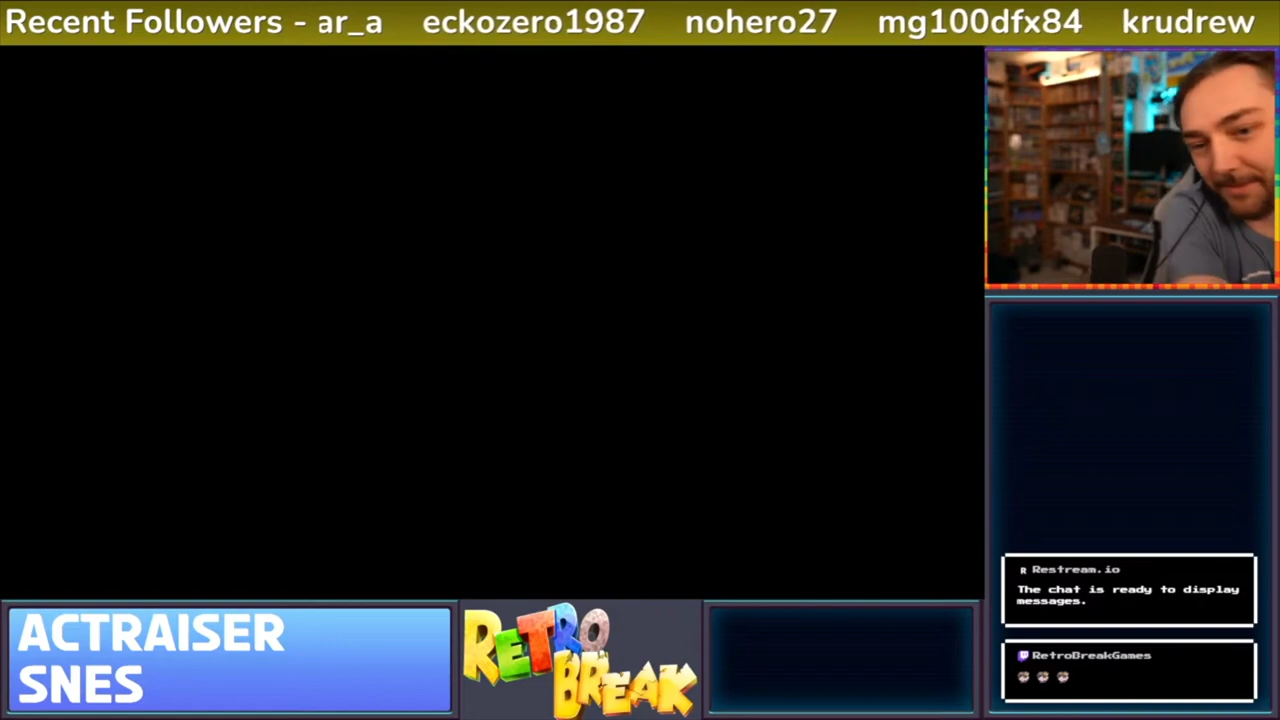 Recent Followers - ar_a eckozero1987 nohero27 mg100dfx84 krudrew
R Restream.io
The chat is ready to display
messages.
RetroBreakGames
ACTRAISER
SNES
RETRO
BREAK